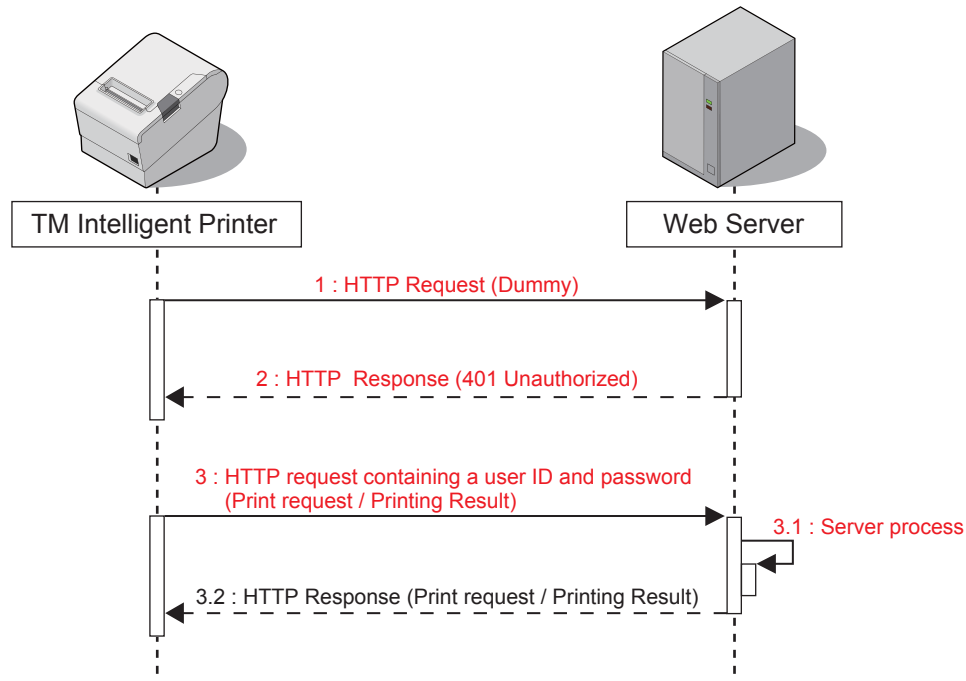 TM Intelligent Printer
Web Server
1 : HTTP Request (Dummy)
2 : HTTP Response (401 Unauthorized)
3 : HTTP request containing a user ID and password
(Print request / Printing Result)
3.1 : Server process
3.2 : HTTP Response (Print request / Printing Result)